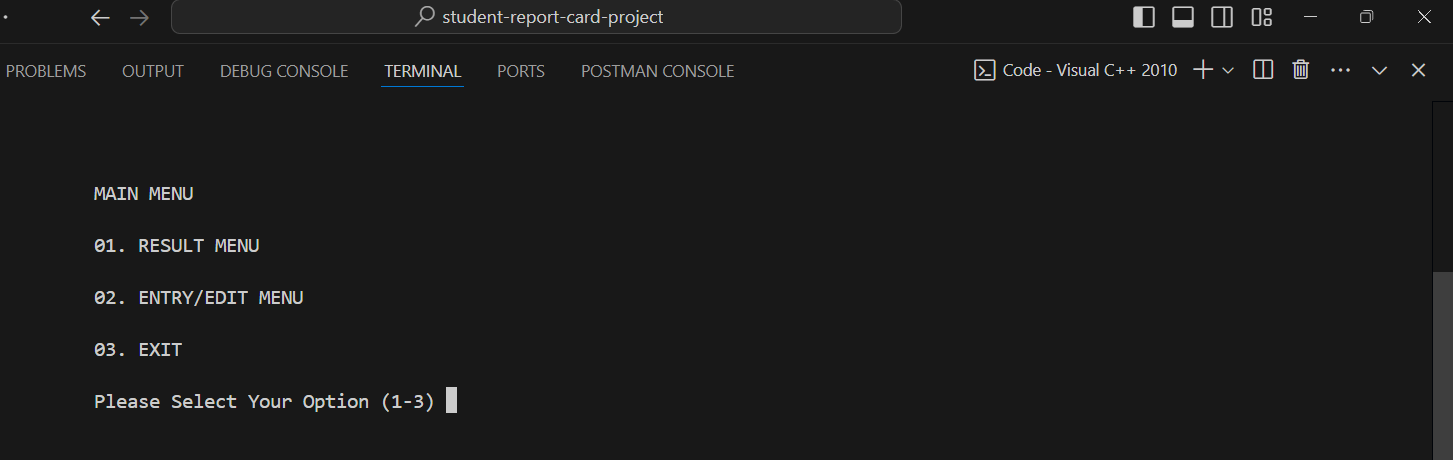 student-report-card-project
PROBLEMS OUTPUT DEBUG CONSOLE TERMINAL PORTS POSTMAN CONSOLE Code - Visual C++ 2010
MAIN MENU
01. RESULT MENU
02. ENTRY/EDIT MENU
03. EXIT
Please Select Your Option (1-3)